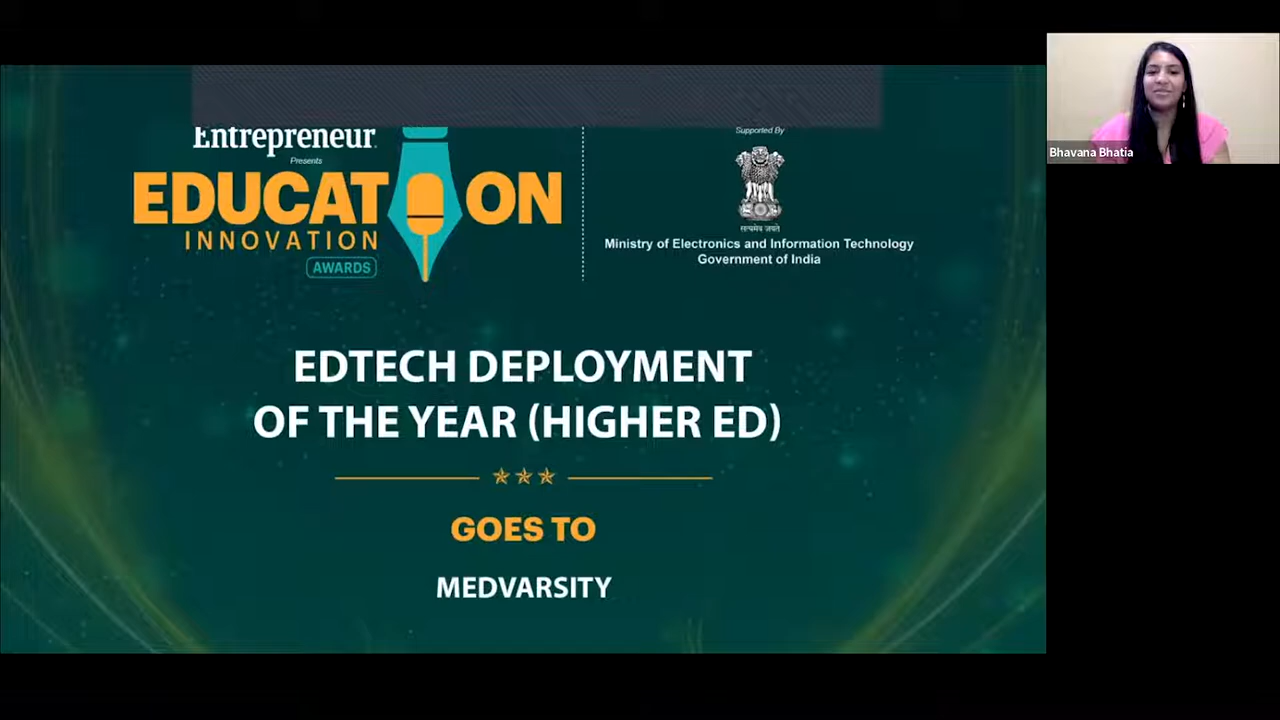 Entrepreneur
Presents
EDUCATION
INNOVATION
AWARDS
Supported By
सत्यमेव जयते
Ministry of Electronics and Information Technology
Government of India
EDTECH DEPLOYMENT
OF THE YEAR (HIGHER ED)
GOES TO
MEDVARSITY
Bhavana Bhatia